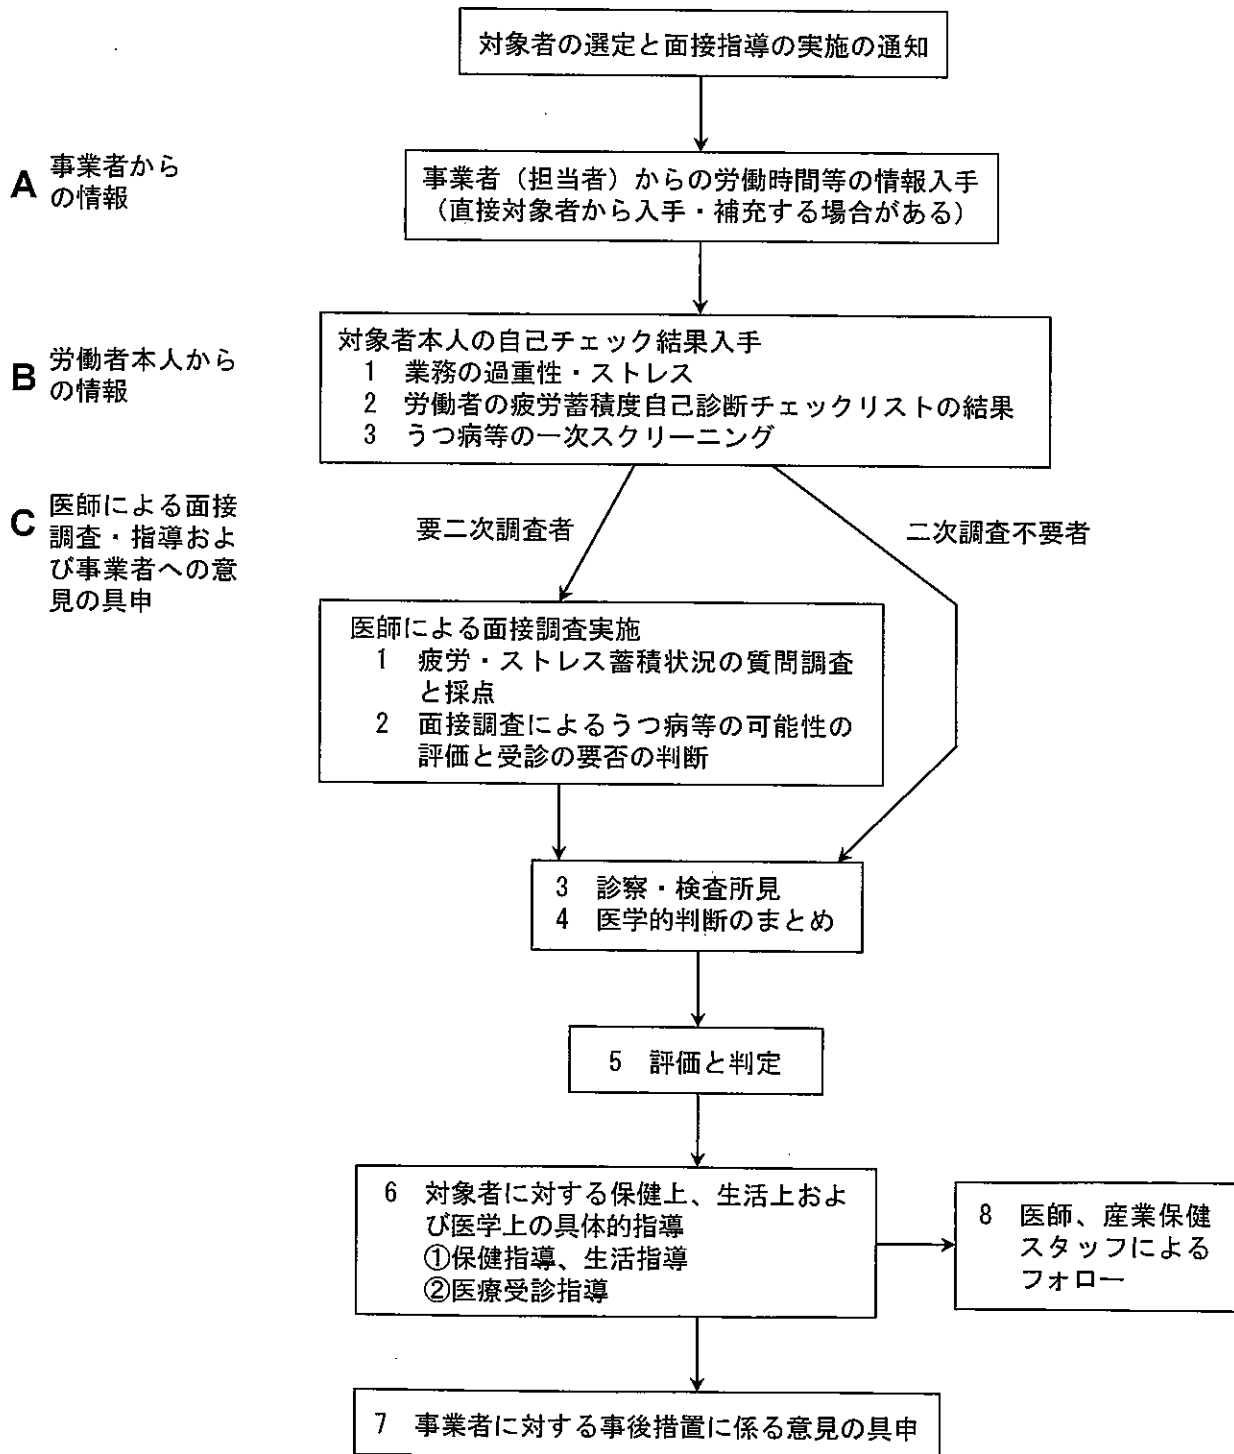 対象者の選定と面接指導の実施の通知
A 事業者から
の情報
事業者（担当者）からの労働時間等の情報入手
（直接対象者から入手・補充する場合がある）
B 労働者本人から
の情報
対象者本人の自己チェック結果入手
1 業務の過重性・ストレス
2 労働者の疲労蓄積度自己診断チェックリストの結果
3 うつ病等の一次スクリーニング
C 医師による面接
調査・指導およ
び事業者への意
見の具申
要二次調査者
二次調査不要者
医師による面接調査実施
1 疲労・ストレス蓄積状況の質問調査
と採点
2 面接調査によるうつ病等の可能性の
評価と受診の要否の判断
3 診察・検査所見
4 医学的判断のまとめ
5 評価と判定
6 対象者に対する保健上、生活上およ
び医学上の具体的指導
①保健指導、生活指導
②医療受診指導
8 医師、産業保健
スタッフによる
フォロー
7 事業者に対する事後措置に係る意見の具申